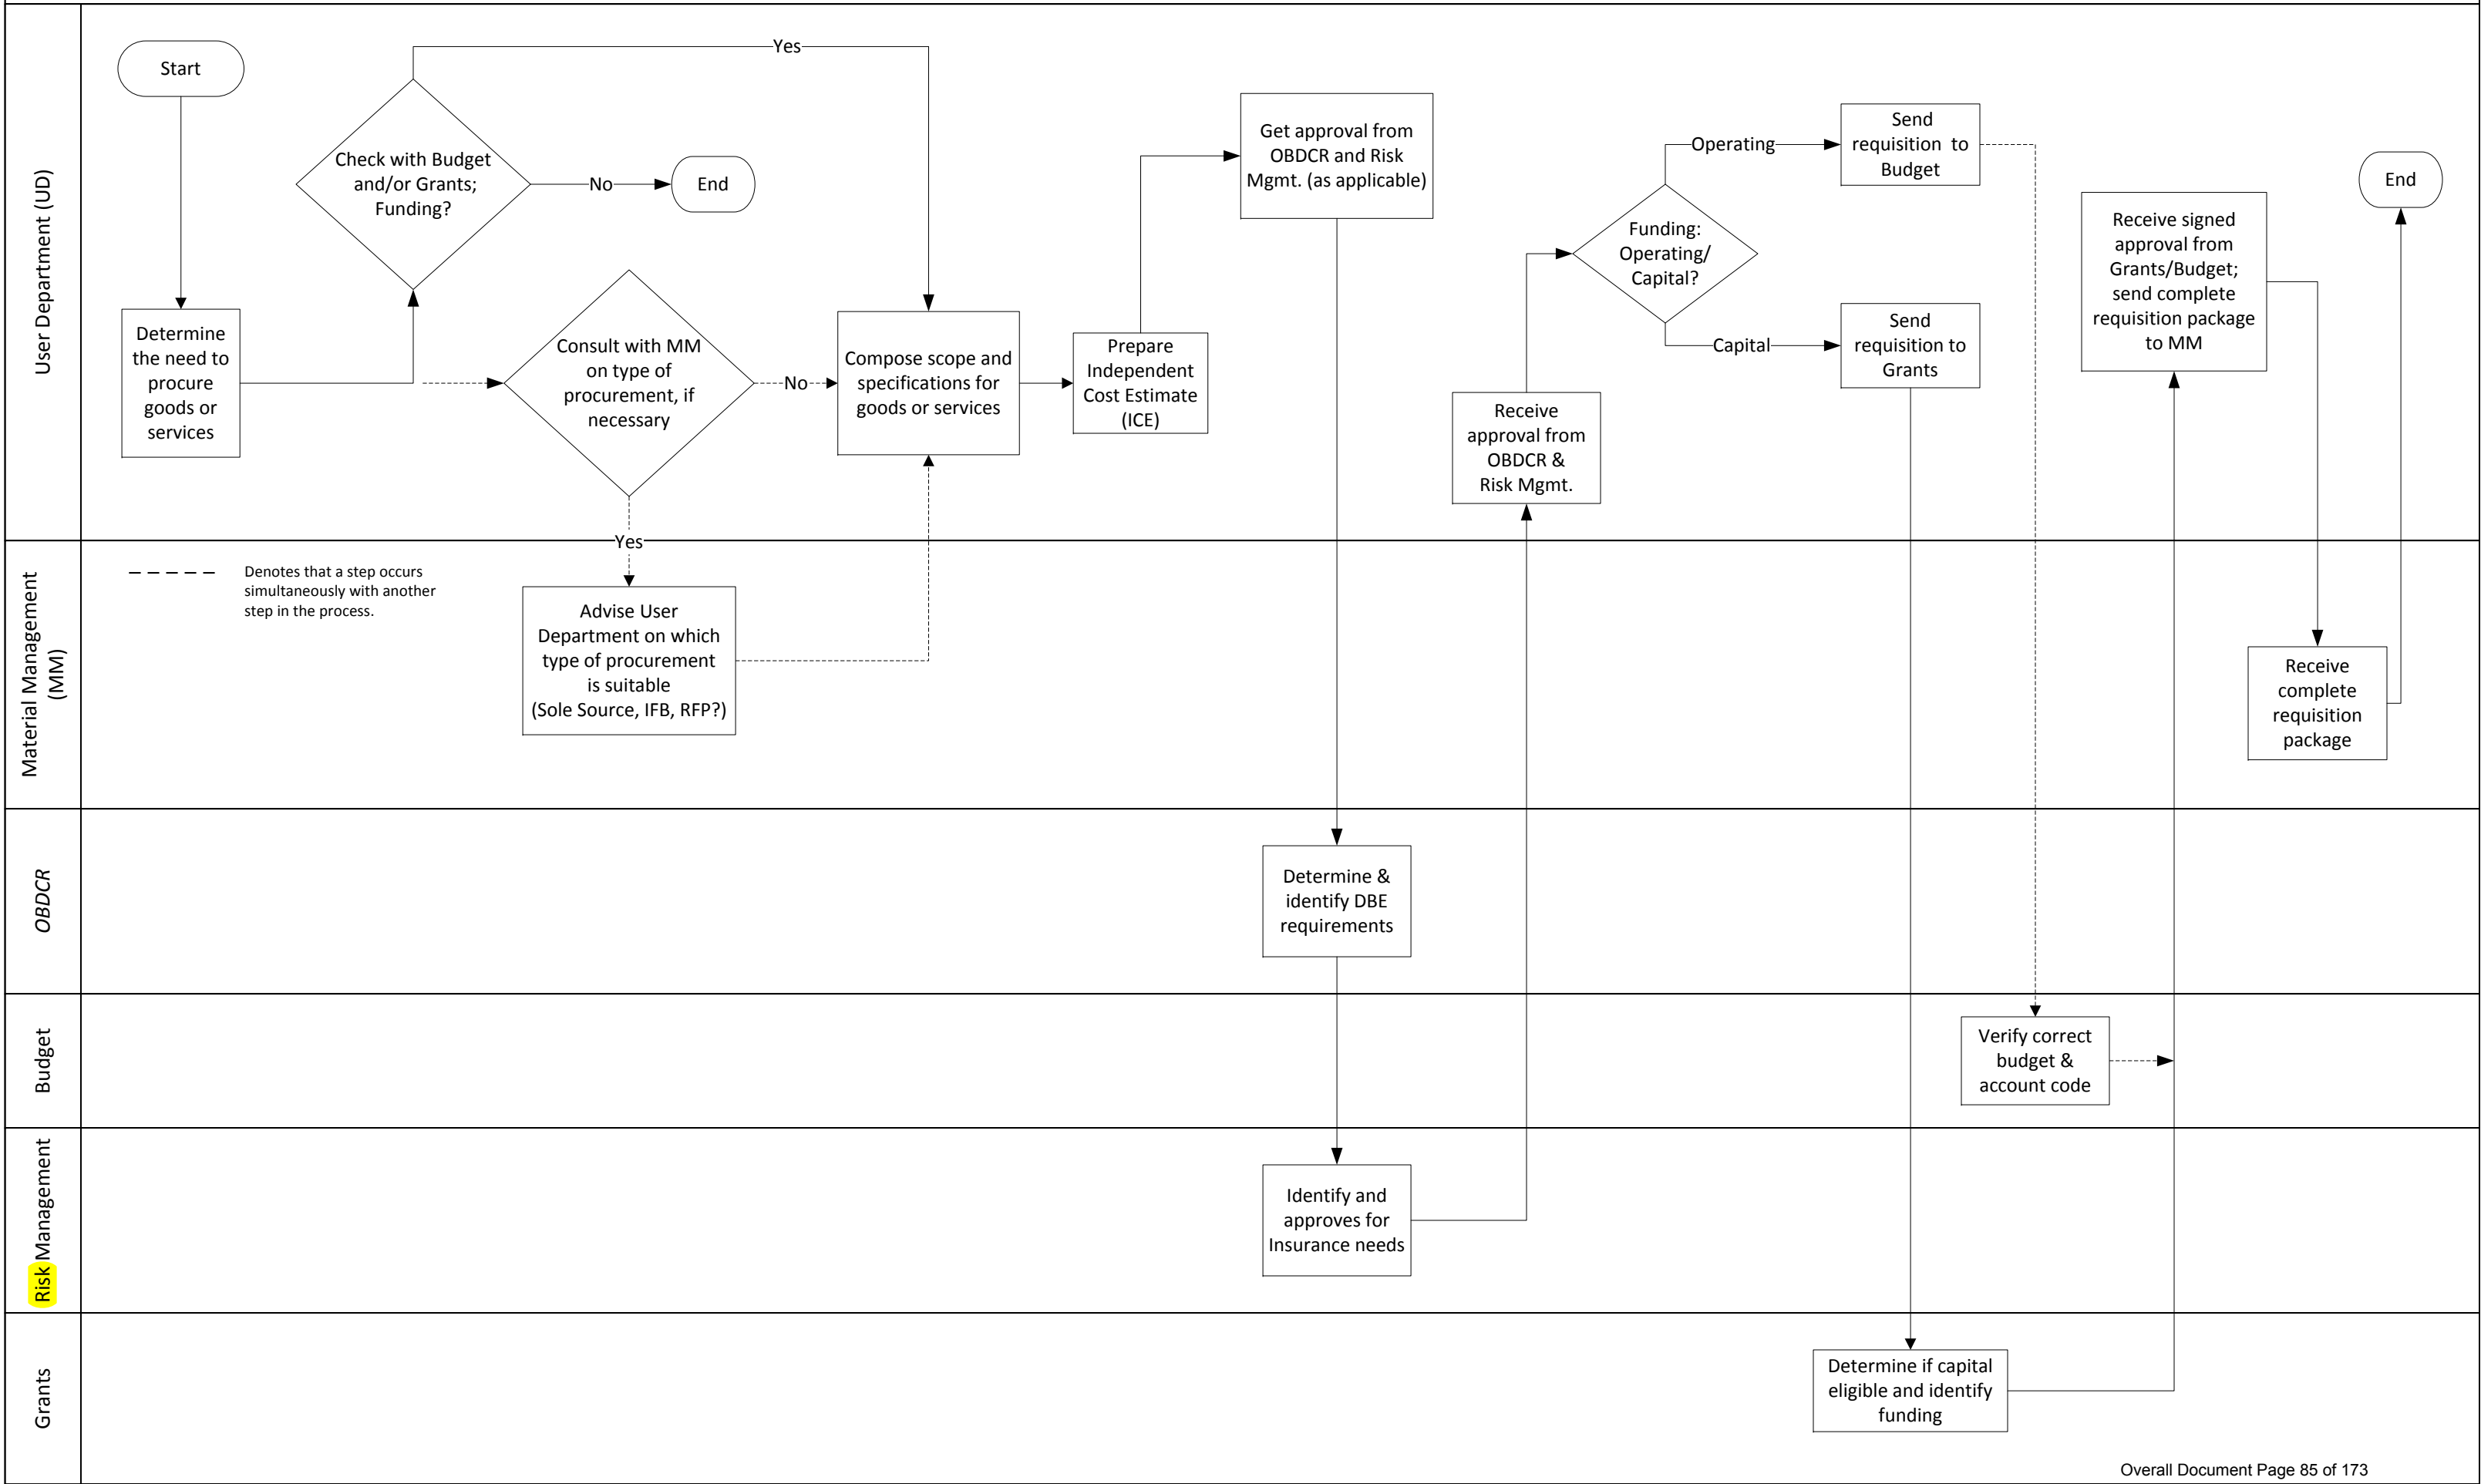 User Department (UD)
Start
Yes
Check with Budget
and/or Grants;
Funding?
No
End
Determine
the need to
procure
goods or
services
Consult with MM
on type of
procurement, if
necessary
No
Yes
Compose scope and
specifications for
goods or services
Prepare
Independent
Cost Estimate
(ICE)
Get approval from
OBDCR and Risk
Mgmt. (as applicable)
Receive
approval from
OBDCR &
Risk Mgmt.
Funding:
Operating/
Capital?
Operating
Send
requisition to
Budget
Capital
Send
requisition to
Grants
Receive signed
approval from
Grants/Budget;
send complete
requisition package
to MM
End
Material Management
(MM)
Denotes that a step occurs
simultaneously with another
step in the process.
Advise User
Department on which
type of procurement
is suitable
(Sole Source, IFB, RFP?)
Receive
complete
requisition
package
OBDCR
Determine &
identify DBE
requirements
Budget
Verify correct
budget &
account code
Risk Management
Identify and
approves for
Insurance needs
Grants
Determine if capital
eligible and identify
funding
Overall Document Page 85 of 173